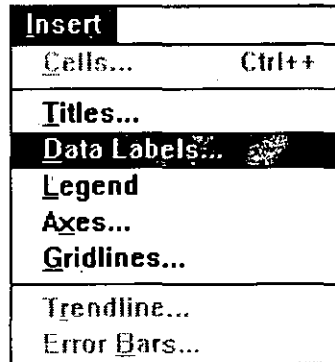 Insert
Cells... Ctrl++
Titles...
Data Labels...
Legend
Axes...
Gridlines...
Trendline...
Error Bars...